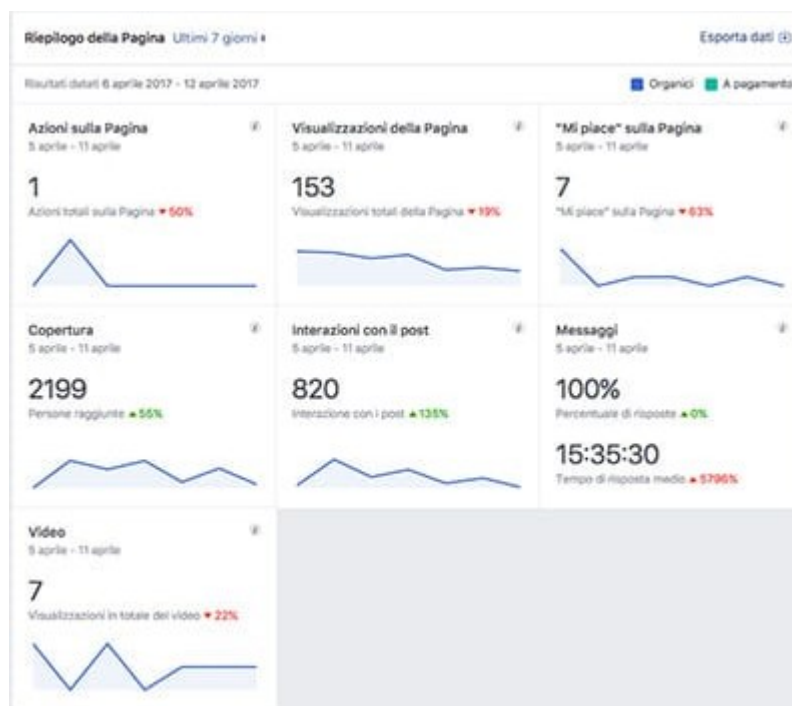 Riepilogo della Pagina Ultimi 7 giorni
Esporta dati
Risultati datati 6 aprile 2017 - 12 aprile 2017
Organici A pagamento
Azioni sulla Pagina
5 aprile - 11 aprile
1
Azioni totali sulla Pagina ▼50%
Visualizzazioni della Pagina
5 aprile - 11 aprile
153
Visualizzazioni totali della Pagina ▼19%
"Mi piace" sulla Pagina
5 aprile - 11 aprile
7
"Mi piace" sulla Pagina ▼63%
Copertura
5 aprile - 11 aprile
2199
Persone raggiunte ▲55%
Interazioni con il post
5 aprile - 11 aprile
820
Interazione con i post ▲135%
Messaggi
5 aprile - 11 aprile
100%
Percentuale di risposte ▲0%
15:35:30
Tempo di risposta medio ▲5796%
Video
5 aprile - 11 aprile
7
Visualizzazioni in totale dei video ▼22%